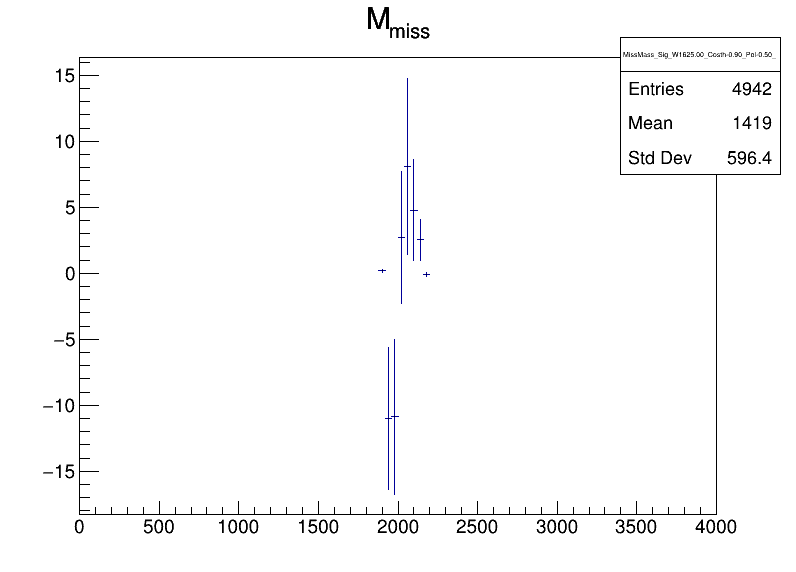 M_miss
MissMass_Sig_W1625.00_Costh-0.90_Pol-0.50_
Entries 4942
Mean 1419
Std Dev 596.4
15
10
5
0
−5
−10
−15
0 500 1000 1500 2000 2500 3000 3500 4000